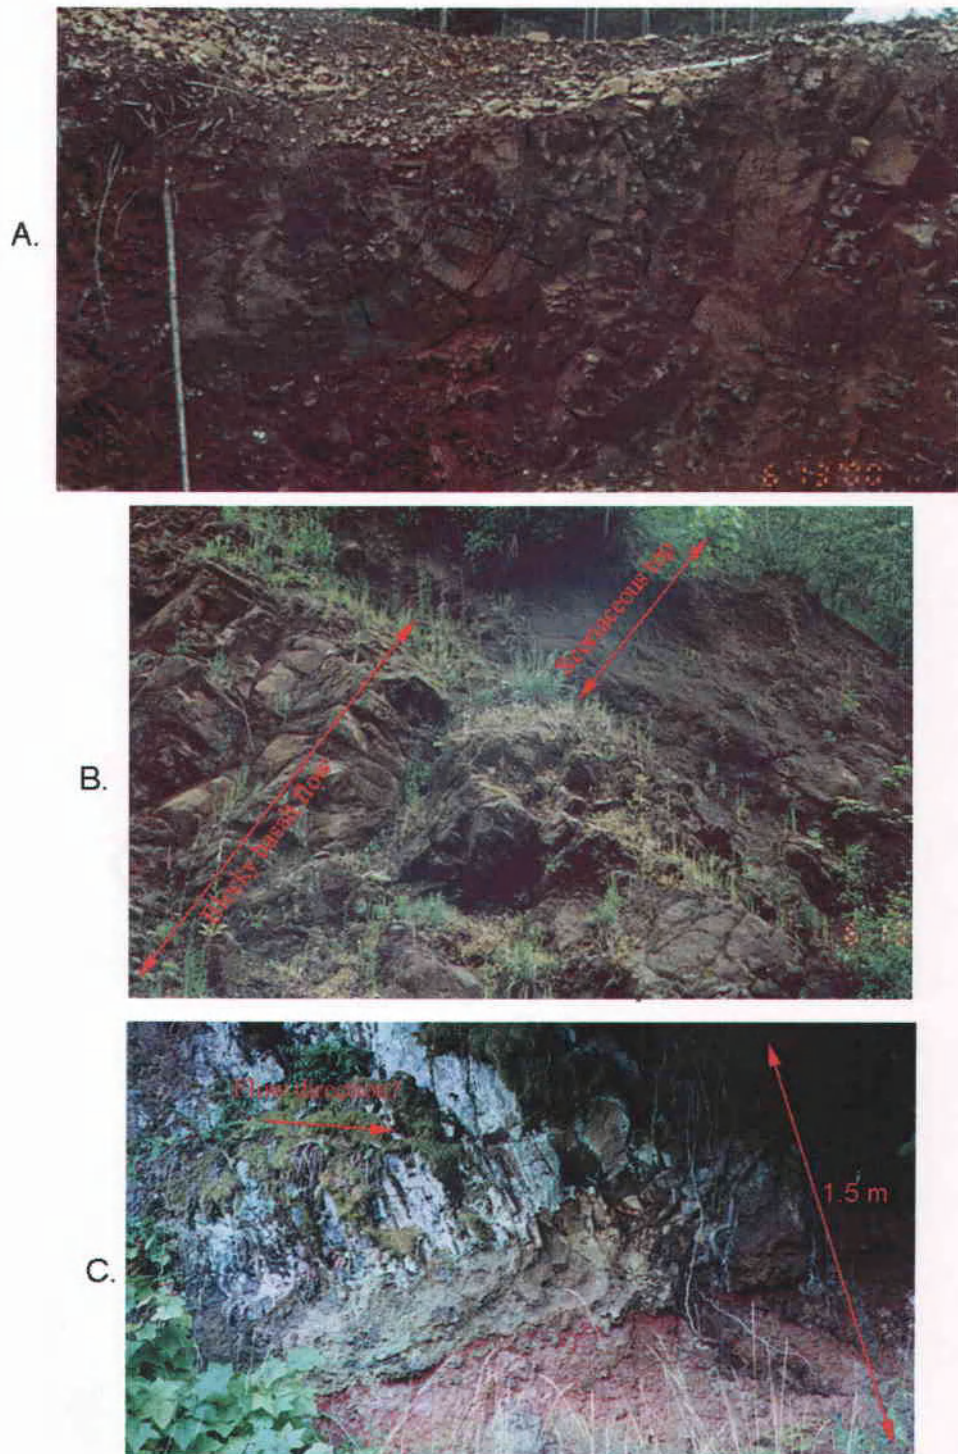 A.
Scoriaceous top
Blocky basalt flow
B.
Flow direction?
1.5 m
C.